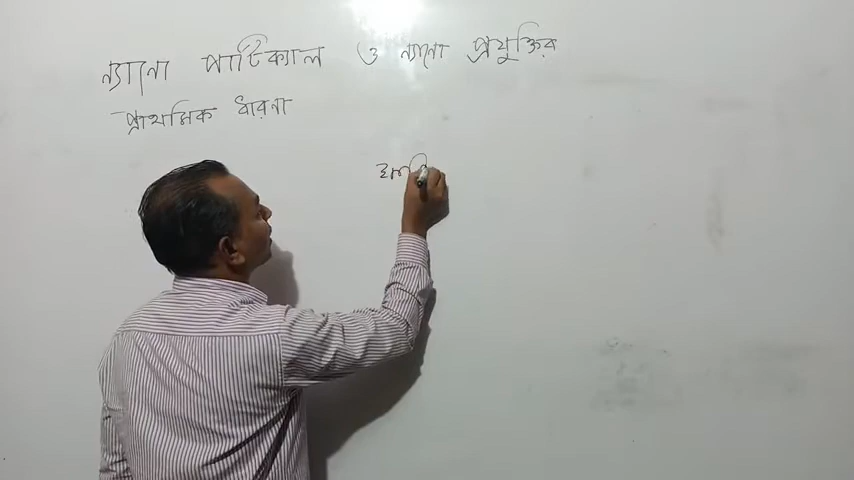 ন্যানো পার্টিক্যাল ও ন্যানো প্রযুক্তির
প্রাথমিক ধারনা